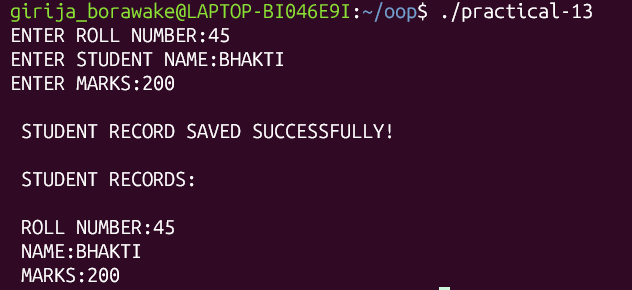 girija_borawake@LAPTOP-BI046E9I:~/oop$ ./practical-13
ENTER ROLL NUMBER:45
ENTER STUDENT NAME:BHAKTI
ENTER MARKS:200
STUDENT RECORD SAVED SUCCESSFULLY!
STUDENT RECORDS:
ROLL NUMBER:45
NAME:BHAKTI
MARKS:200